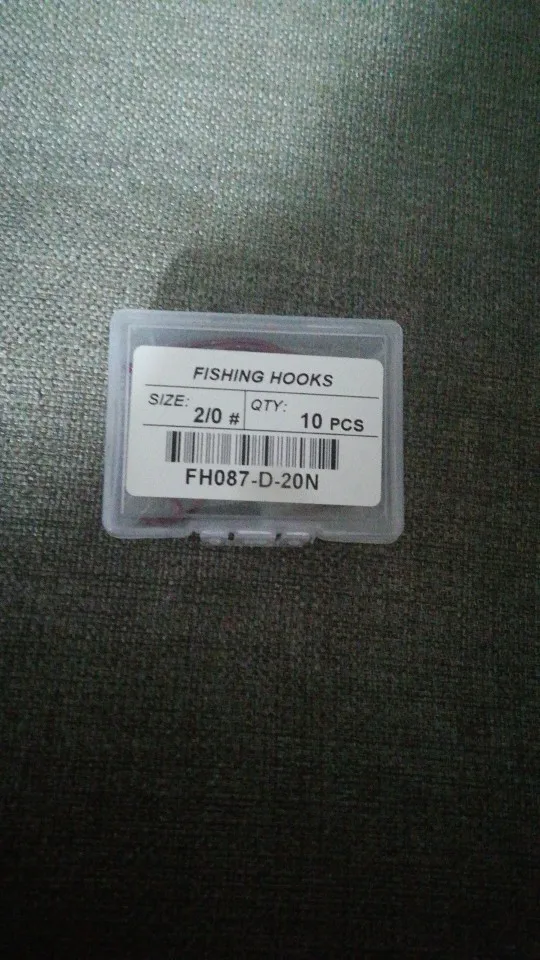 FISHING HOOKS
SIZE: 2/0 # QTY: 10 PCS
FH087-D-20N